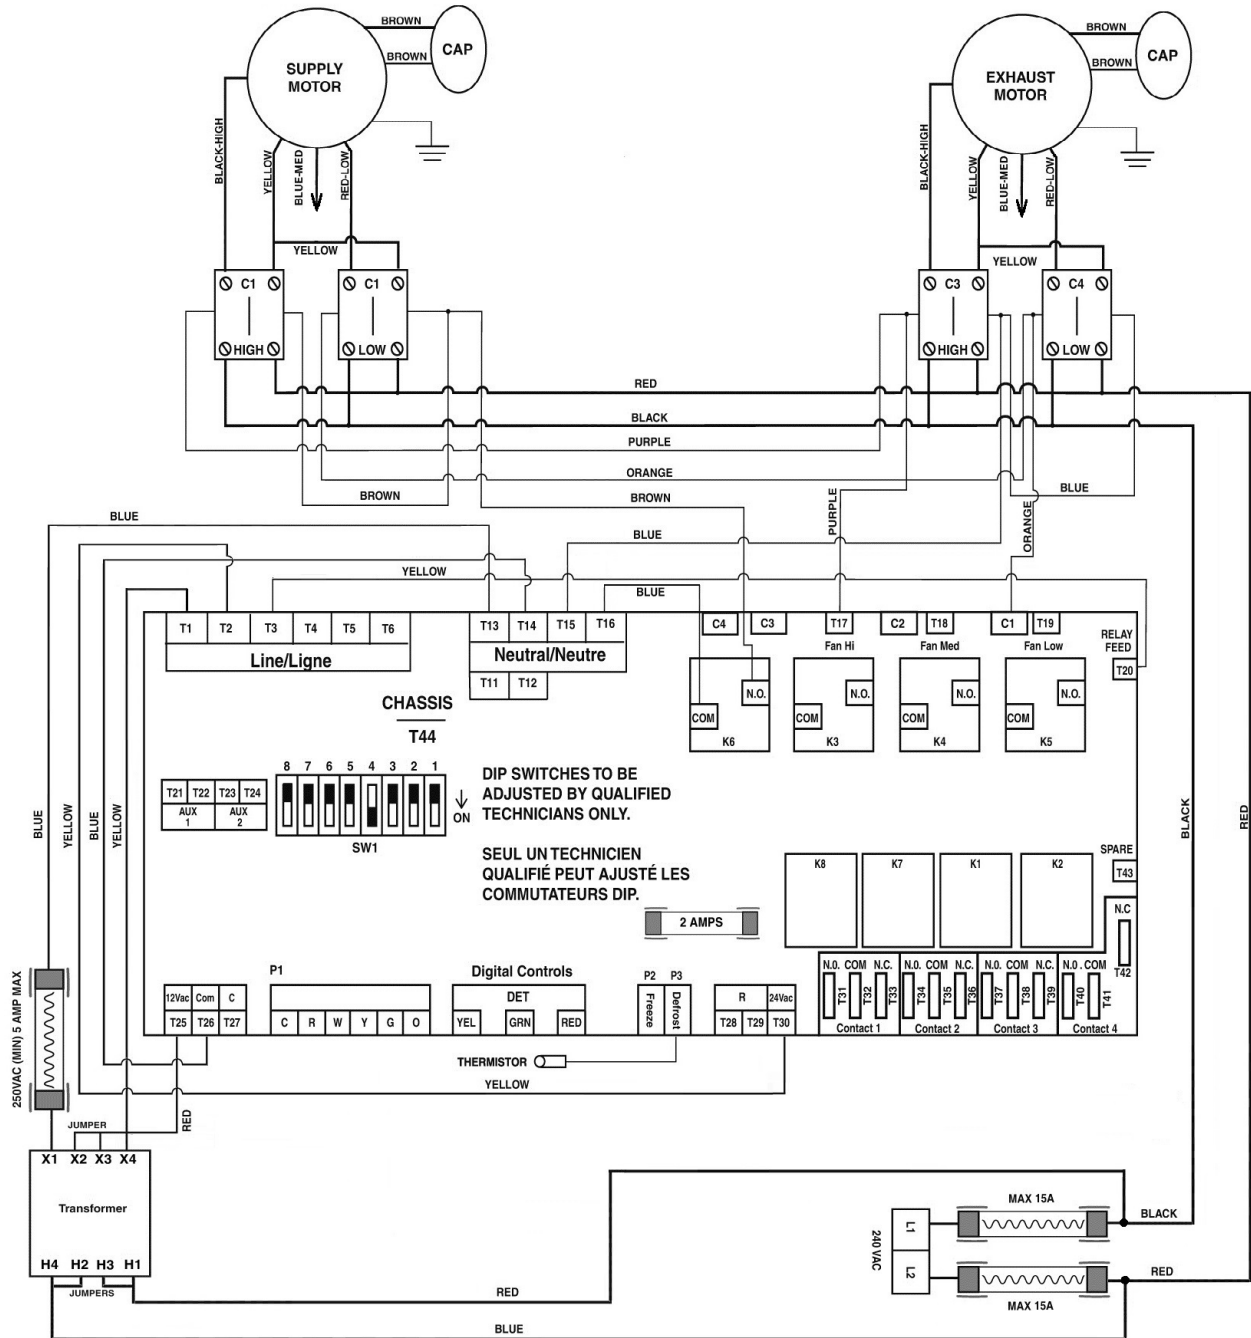 BROWN
BROWN
CAP
SUPPLY
MOTOR
BLACK-HIGH
YELLOW
BLUE-MED
RED-LOW
YELLOW
BROWN
BROWN
CAP
EXHAUST
MOTOR
BLACK-HIGH
YELLOW
BLUE-MED
RED-LOW
YELLOW
C1
HIGH
C1
LOW
C3
HIGH
C4
LOW
RED
BLACK
PURPLE
ORANGE
BROWN
BROWN
BLUE
PURPLE
ORANGE
BLUE
BLUE
YELLOW
BLUE
T1 T2 T3 T4 T5 T6
Line/Ligne
T13 T14 T15 T16
Neutral/Neutre
T11 T12
C4 C3 T17 C2 T18 C1 T19
Fan Hi Fan Med Fan Low
RELAY
FEED
T20
N.O.
COM
K6
N.O.
COM
K3
N.O.
COM
K4
N.O.
COM
K5
CHASSIS
T44
8 7 6 5 4 3 2 1
ON
SW1
T21 T22 T23 T24
AUX
1
AUX
2
DIP SWITCHES TO BE
ADJUSTED BY QUALIFIED
TECHNICIANS ONLY.
SEUL UN TECHNICIEN
QUALIFIÉ PEUT AJUSTÉ LES
COMMUTATEURS DIP.
2 AMPS
K8 K7 K1 K2
SPARE
T43
N.C
T42
BLUE
YELLOW
BLUE
YELLOW
BLACK
RED
P1
C R W Y G O
Digital Controls
DET
YEL GRN RED
P2 P3
Freeze
Defrost
R 24Vac
T28 T29 T30
12Vac Com C
T25 T26 T27
N.O. COM N.C.
T31 T32 T33
Contact 1
N.O. COM N.C.
T34 T35 T36
Contact 2
N.O. COM N.C.
T37 T38 T39
Contact 3
N.O. COM
T40 T41
Contact 4
THERMISTOR
YELLOW
250VAC (MIN) 5 AMP MAX
JUMPER
RED
X1 X2 X3 X4
Transformer
H4 H2 H3 H1
JUMPERS
RED
BLUE
240 VAC
L1
L2
MAX 15A
BLACK
RED
MAX 15A